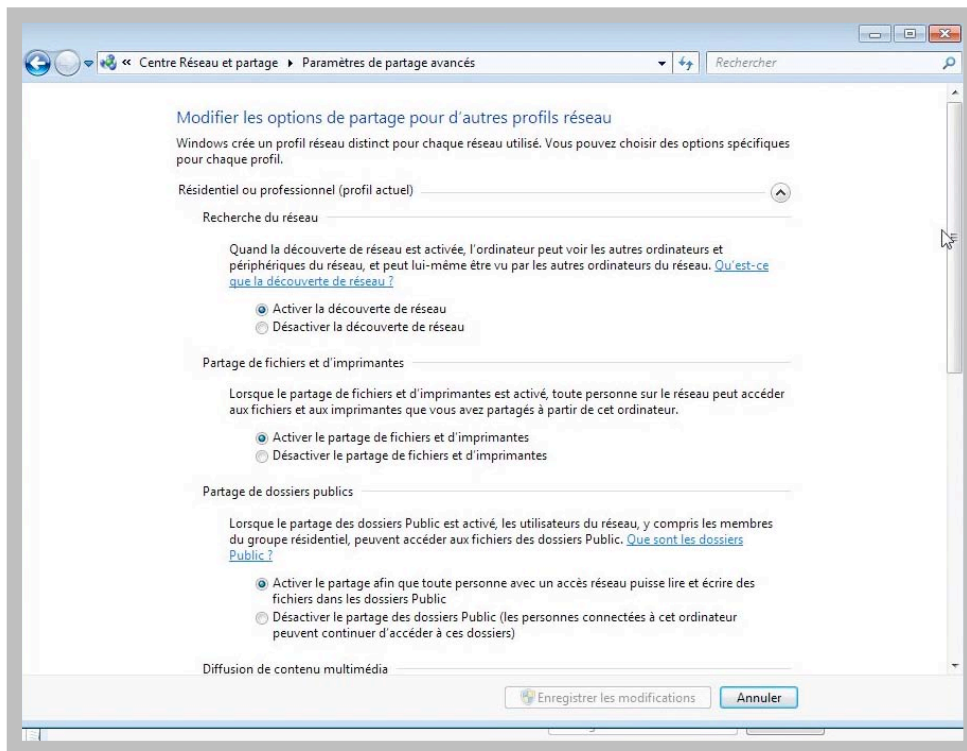 « Centre Réseau et partage ▸ Paramètres de partage avancés
Rechercher
Modifier les options de partage pour d'autres profils réseau
Windows crée un profil réseau distinct pour chaque réseau utilisé. Vous pouvez choisir des options spécifiques
pour chaque profil.
Résidentiel ou professionnel (profil actuel)
Recherche du réseau
Quand la découverte de réseau est activée, l'ordinateur peut voir les autres ordinateurs et
périphériques du réseau, et peut lui-même être vu par les autres ordinateurs du réseau. Qu'est-ce
que la découverte de réseau ?
Activer la découverte de réseau
Désactiver la découverte de réseau
Partage de fichiers et d'imprimantes
Lorsque le partage de fichiers et d'imprimantes est activé, toute personne sur le réseau peut accéder
aux fichiers et aux imprimantes que vous avez partagés à partir de cet ordinateur.
Activer le partage de fichiers et d'imprimantes
Désactiver le partage de fichiers et d'imprimantes
Partage de dossiers publics
Lorsque le partage des dossiers Public est activé, les utilisateurs du réseau, y compris les membres
du groupe résidentiel, peuvent accéder aux fichiers des dossiers Public. Que sont les dossiers
Public ?
Activer le partage afin que toute personne avec un accès réseau puisse lire et écrire des
fichiers dans les dossiers Public
Désactiver le partage des dossiers Public (les personnes connectées à cet ordinateur
peuvent continuer d'accéder à ces dossiers)
Diffusion de contenu multimédia
Enregistrer les modifications
Annuler